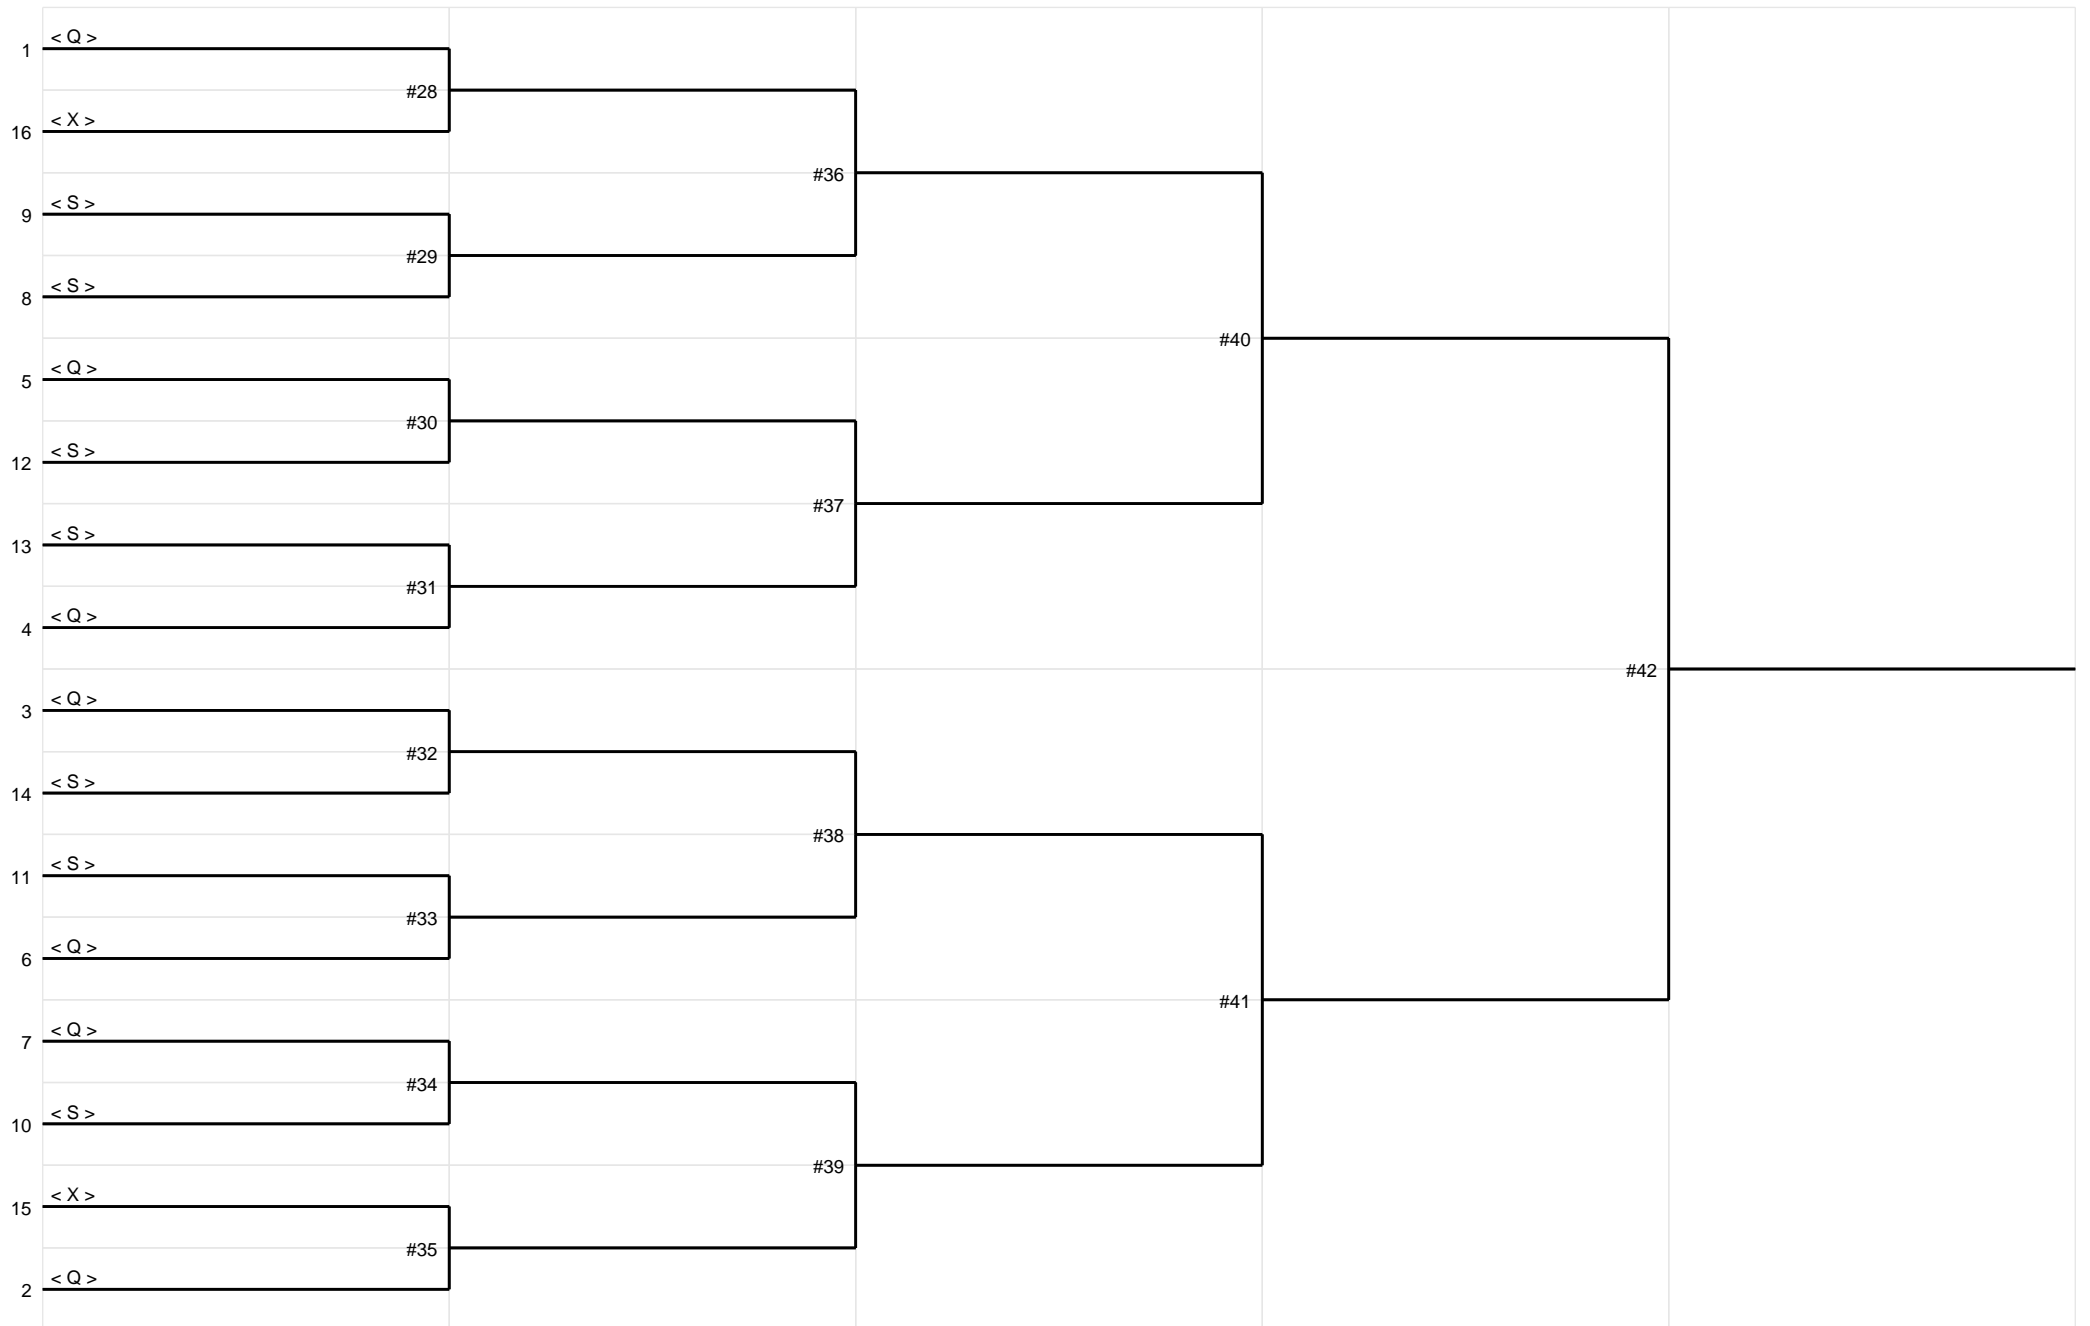 < Q >
1
#28
< X >
16
#36
< S >
9
#29
< S >
8
#40
< Q >
5
#30
< S >
12
#37
< S >
13
#31
< Q >
4
#42
< Q >
3
#32
< S >
14
#38
< S >
11
#33
< Q >
6
#41
< Q >
7
#34
< S >
10
#39
< X >
15
#35
< Q >
2